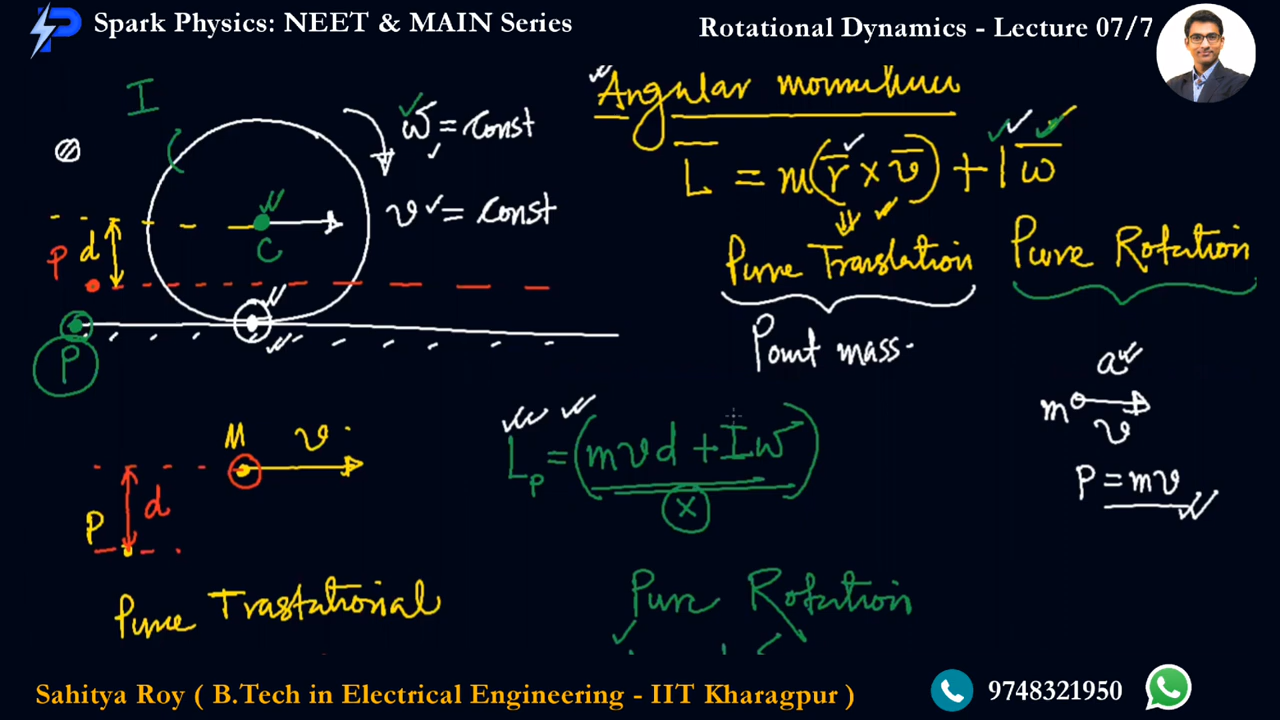 Spark Physics: NEET & MAIN Series
Rotational Dynamics - Lecture 07/7
I
ω = const
v = const
C
P
d
P
Angular momentum
L = m(r × v) + Iω
Pure Translation
Pure Rotation
Point mass.
a
m
v
P = mv
M
v
d
P
L_P = (mvd + Iω)
x
Pure Trastational
Pure Rotation
Sahitya Roy ( B.Tech in Electrical Engineering - IIT Kharagpur )
9748321950